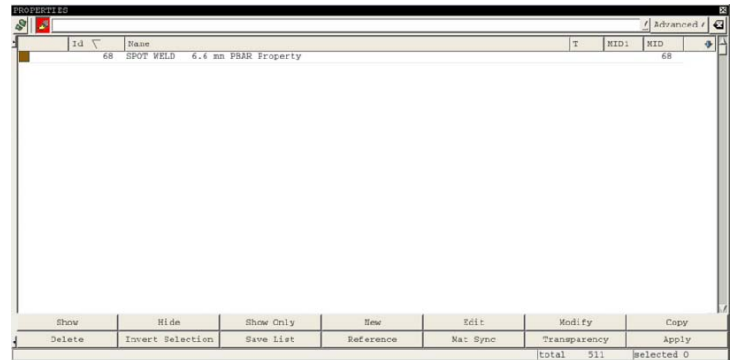 PROPERTIES
Advanced
Id Name T MID1 MID
68 SPOT WELD 6.6 mm PBAR Property 68
Show Hide Show Only New Edit Modify Copy
Delete Invert Selection Save List Reference Mat Sync Transparency Apply
total 511 selected 0